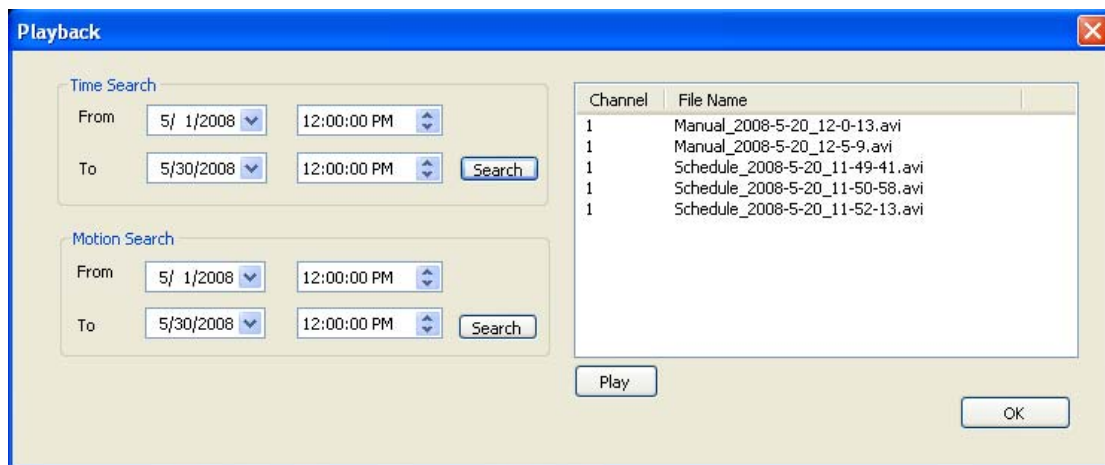 Playback
Time Search
From 5/ 1/2008 12:00:00 PM
To 5/30/2008 12:00:00 PM Search
Motion Search
From 5/ 1/2008 12:00:00 PM
To 5/30/2008 12:00:00 PM Search
Channel File Name
1 Manual_2008-5-20_12-0-13.avi
1 Manual_2008-5-20_12-5-9.avi
1 Schedule_2008-5-20_11-49-41.avi
1 Schedule_2008-5-20_11-50-58.avi
1 Schedule_2008-5-20_11-52-13.avi
Play
OK